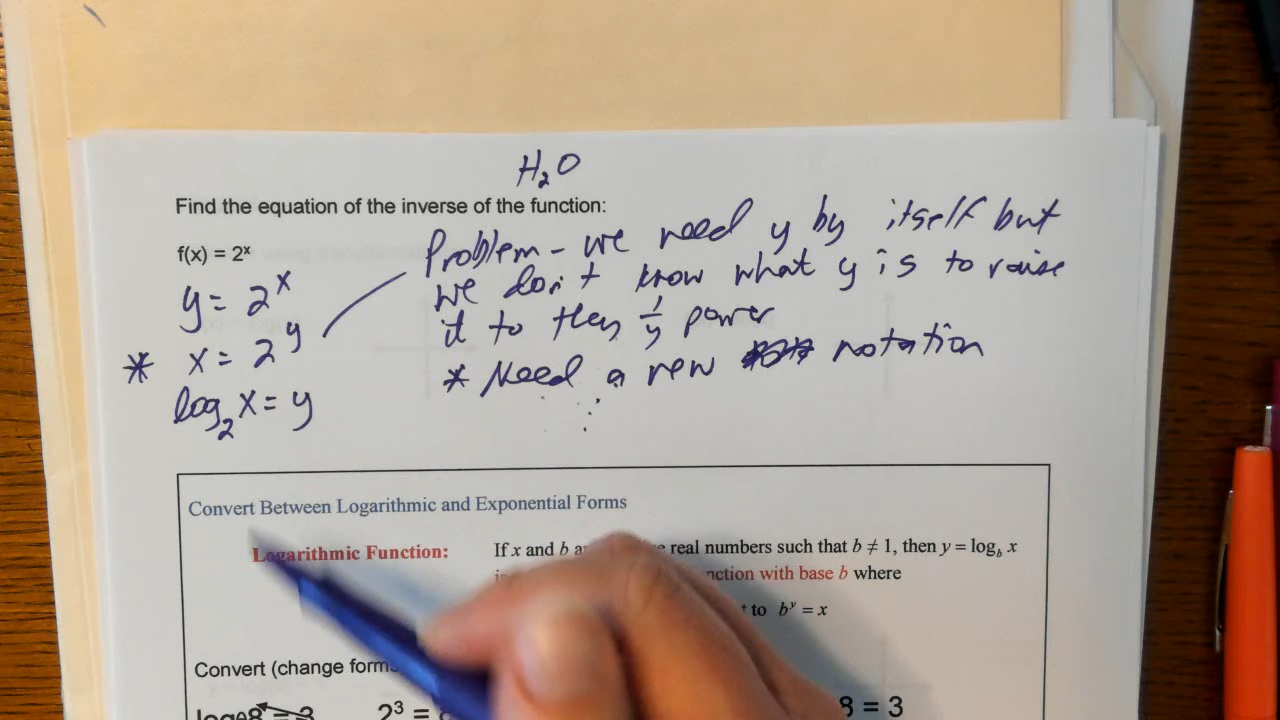 H₂O
Find the equation of the inverse of the function:
f(x) = 2ˣ
y = 2ˣ
* x = 2ʸ
log₂ x = y
Problem - we need y by itself but
we don't know what y is to raise
it to the 1/y power
* Need a new notation
Convert Between Logarithmic and Exponential Forms
Logarithmic Function: If x and b real numbers such that b ≠ 1, then y = log_b x
with base b where
to bʸ = x
Convert (change form
2³ =
= 3